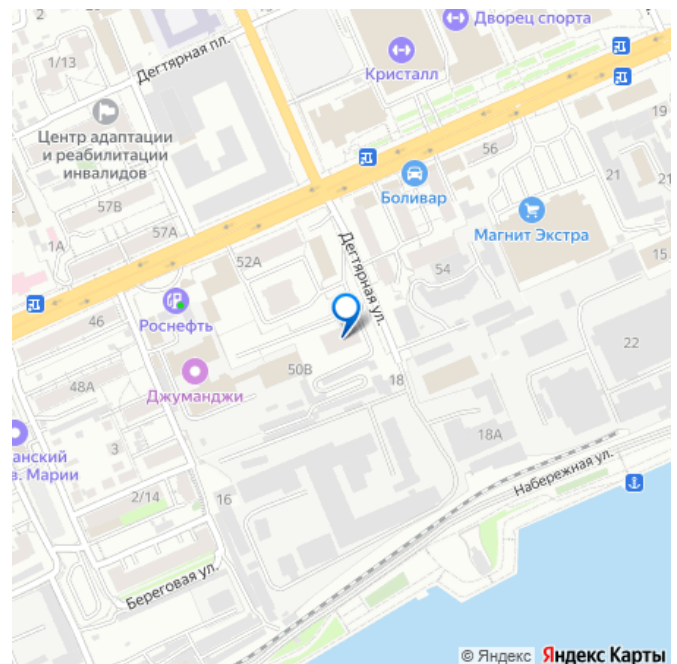 2
Дворец спорта
1/13
Дегтярная пл.
Кристалл
Центр адаптации
и реабилитации
инвалидов
19
56
21
21
57В
Боливар
1А
57А
Магнит Экстра
Дегтярная ул.
52А
54
15
46
Роснефть
22
50В
48А
18
Джуманджи
18А
анский
в. Марии
3
2/14
16
Набережная ул.
Береговая ул.
© Яндекс Яндекс Карты